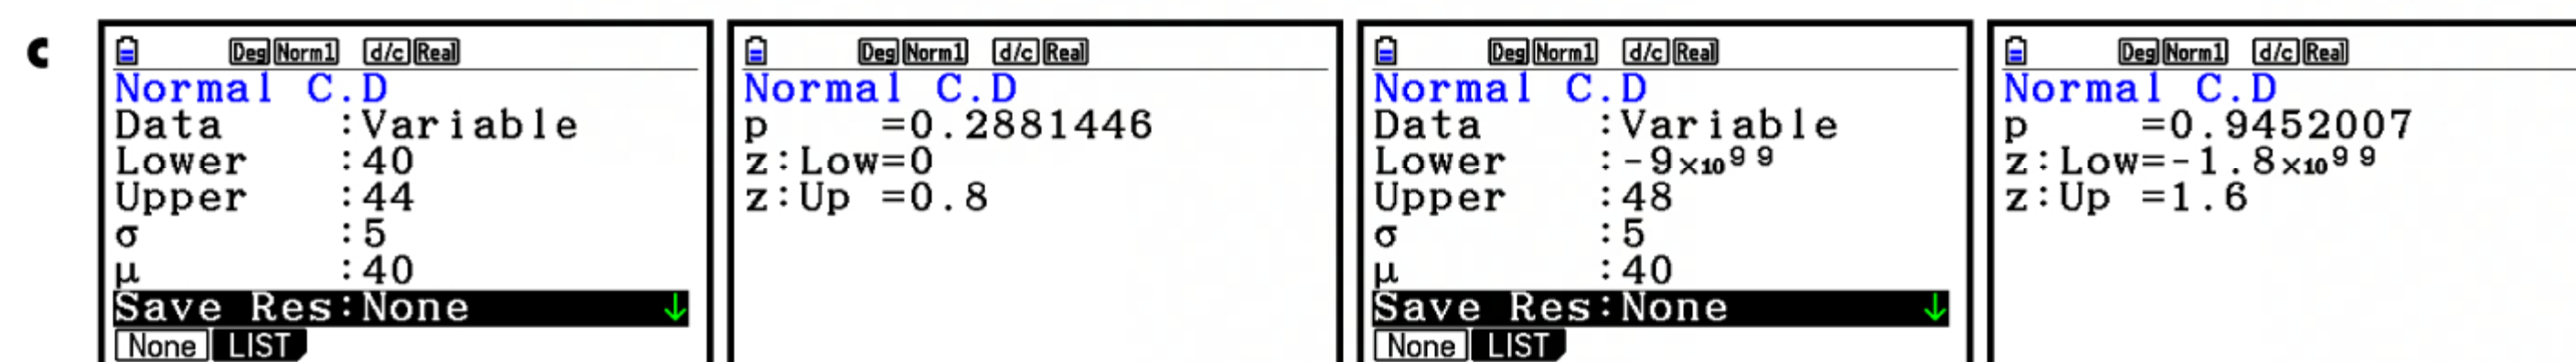 c
Deg Norm1 d/c Real
Normal C.D
Data :Variable
Lower :40
Upper :44
σ :5
μ :40
Save Res:None ↓
None LIST
Deg Norm1 d/c Real
Normal C.D
p =0.2881446
z:Low=0
z:Up =0.8
Deg Norm1 d/c Real
Normal C.D
Data :Variable
Lower :-9×10⁹⁹
Upper :48
σ :5
μ :40
Save Res:None ↓
None LIST
Deg Norm1 d/c Real
Normal C.D
p =0.9452007
z:Low=-1.8×10⁹⁹
z:Up =1.6